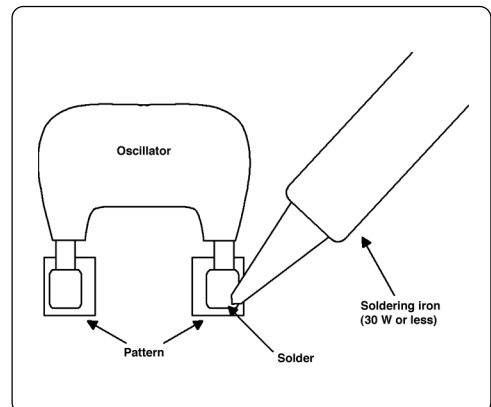 Oscillator
Soldering iron
(30 W or less)
Pattern
Solder